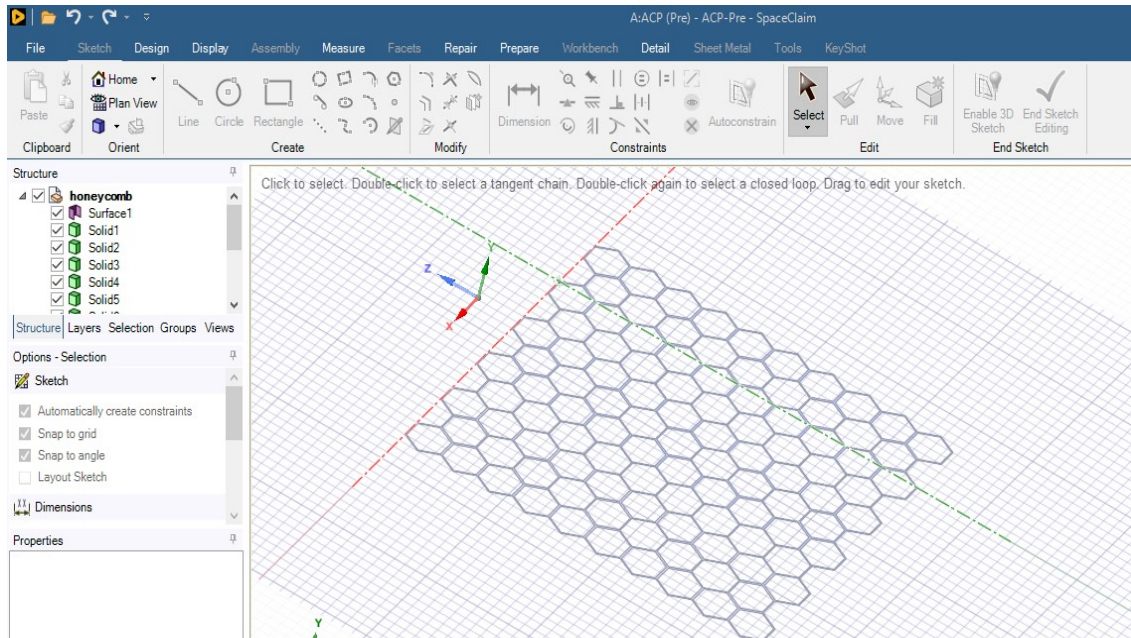 A:ACP (Pre) - ACP-Pre - SpaceClaim
File Sketch Design Display Assembly Measure Facets Repair Prepare Workbench Detail Sheet Metal Tools KeyShot
Paste
Home
Plan View
Line Circle Rectangle
Dimension
Autoconstrain
Select Pull Move Fill
Enable 3D Sketch
End Sketch Editing
Clipboard Orient Create Modify Constraints Edit End Sketch
Structure
honeycomb
Surface1
Solid1
Solid2
Solid3
Solid4
Solid5
Structure Layers Selection Groups Views
Options - Selection
Sketch
Automatically create constraints
Snap to grid
Snap to angle
Layout Sketch
Dimensions
Properties
Click to select. Double-click to select a tangent chain. Double-click again to select a closed loop. Drag to edit your sketch.
Y
Z
X
Y